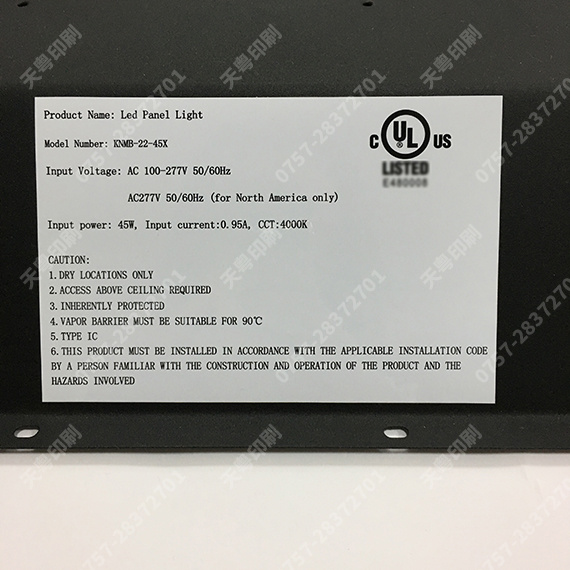 Product Name: Led Panel Light
Model Number: KNMB-22-45X
Input Voltage: AC 100-277V 50/60Hz
AC277V 50/60Hz (for North America only)
Input power: 45W, Input current:0.95A, CCT:4000K
C UL US
LISTED
E480008
CAUTION:
1. DRY LOCATIONS ONLY
2. ACCESS ABOVE CEILING REQUIRED
3. INHERENTLY PROTECTED
4. VAPOR BARRIER MUST BE SUITABLE FOR 90℃
5. TYPE IC
6. THIS PRODUCT MUST BE INSTALLED IN ACCORDANCE WITH THE APPLICABLE INSTALLATION CODE
BY A PERSON FAMILIAR WITH THE CONSTRUCTION AND OPERATION OF THE PRODUCT AND THE
HAZARDS INVOLVED
天粤印刷
0757-28372701